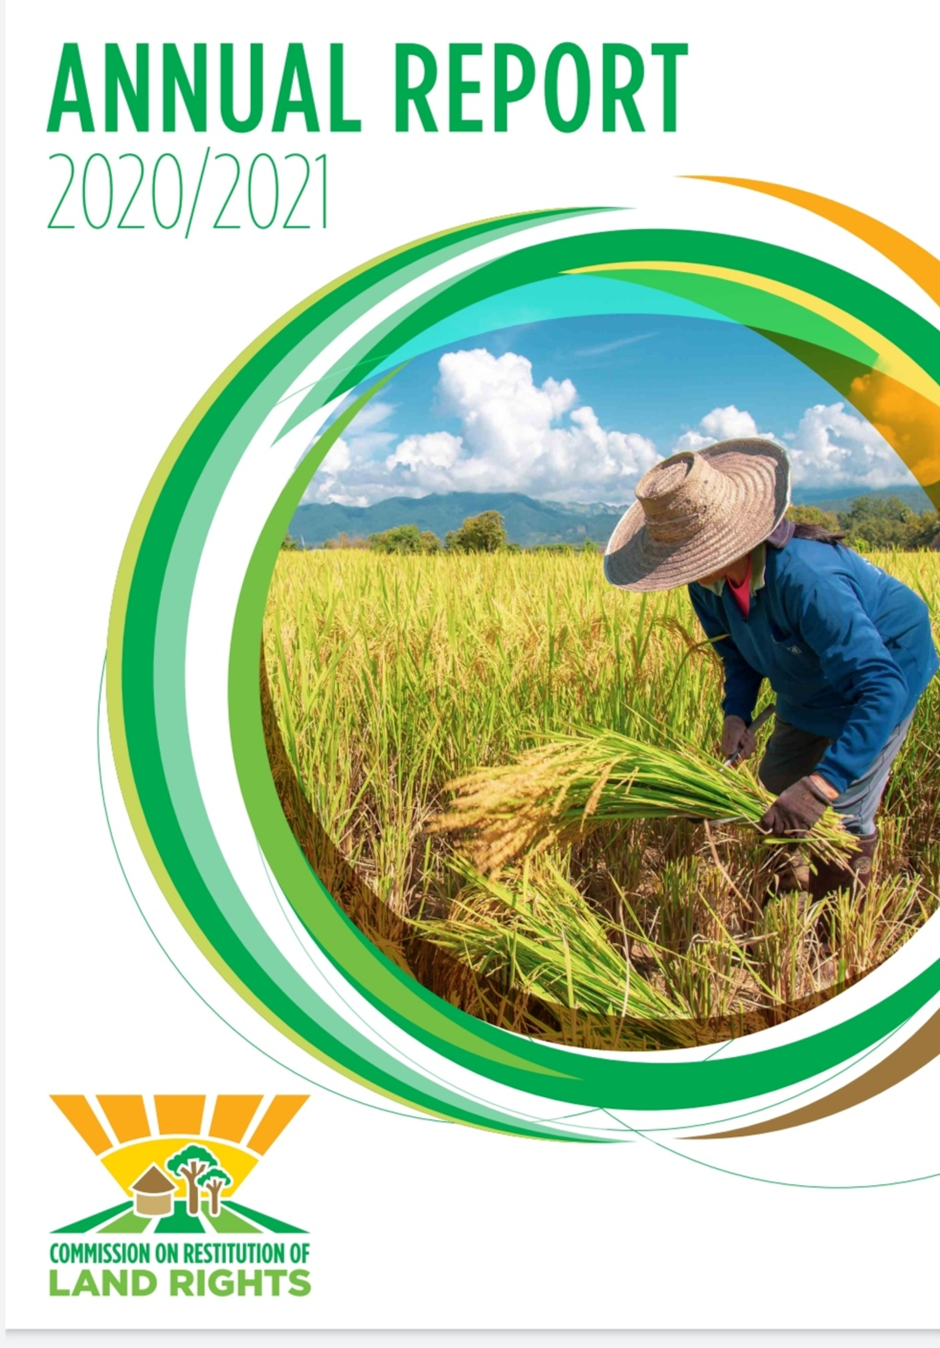 ANNUAL REPORT
2020/2021
COMMISSION ON RESTITUTION OF
LAND RIGHTS